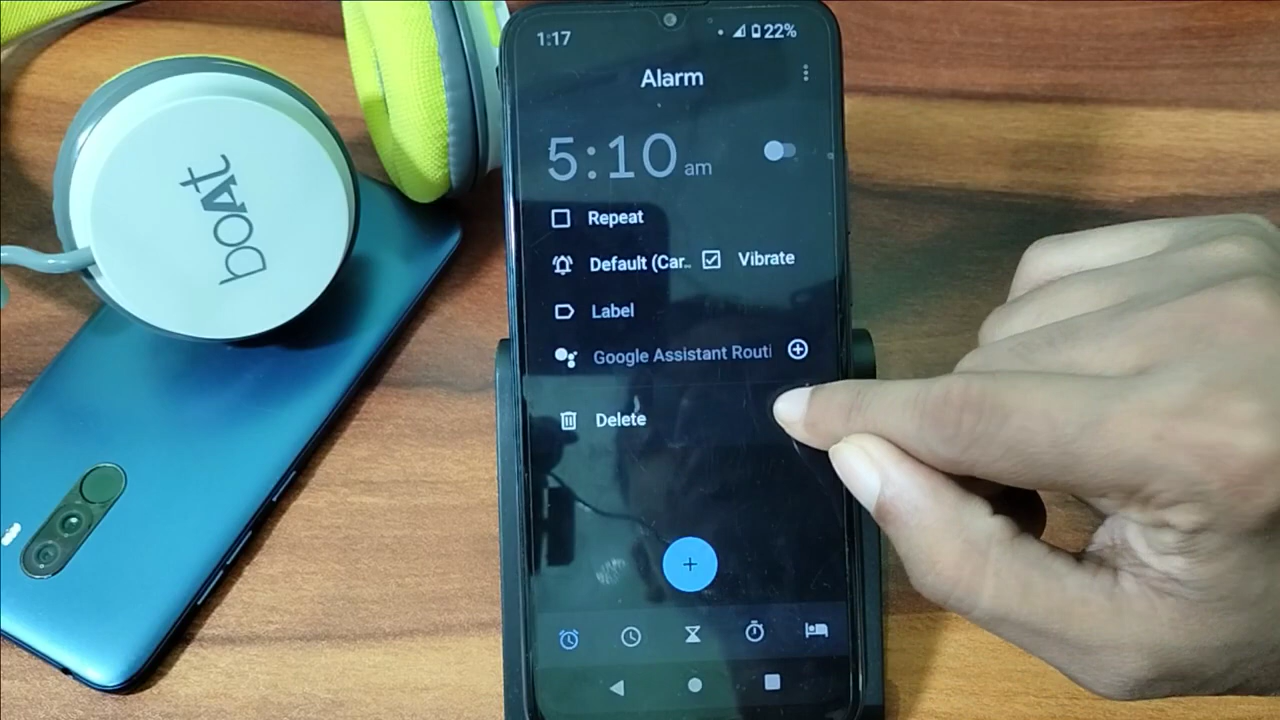 1:17
22%
Alarm
5:10 am
Repeat
Default (Car..
Vibrate
Label
Google Assistant Routi
Delete
boAt